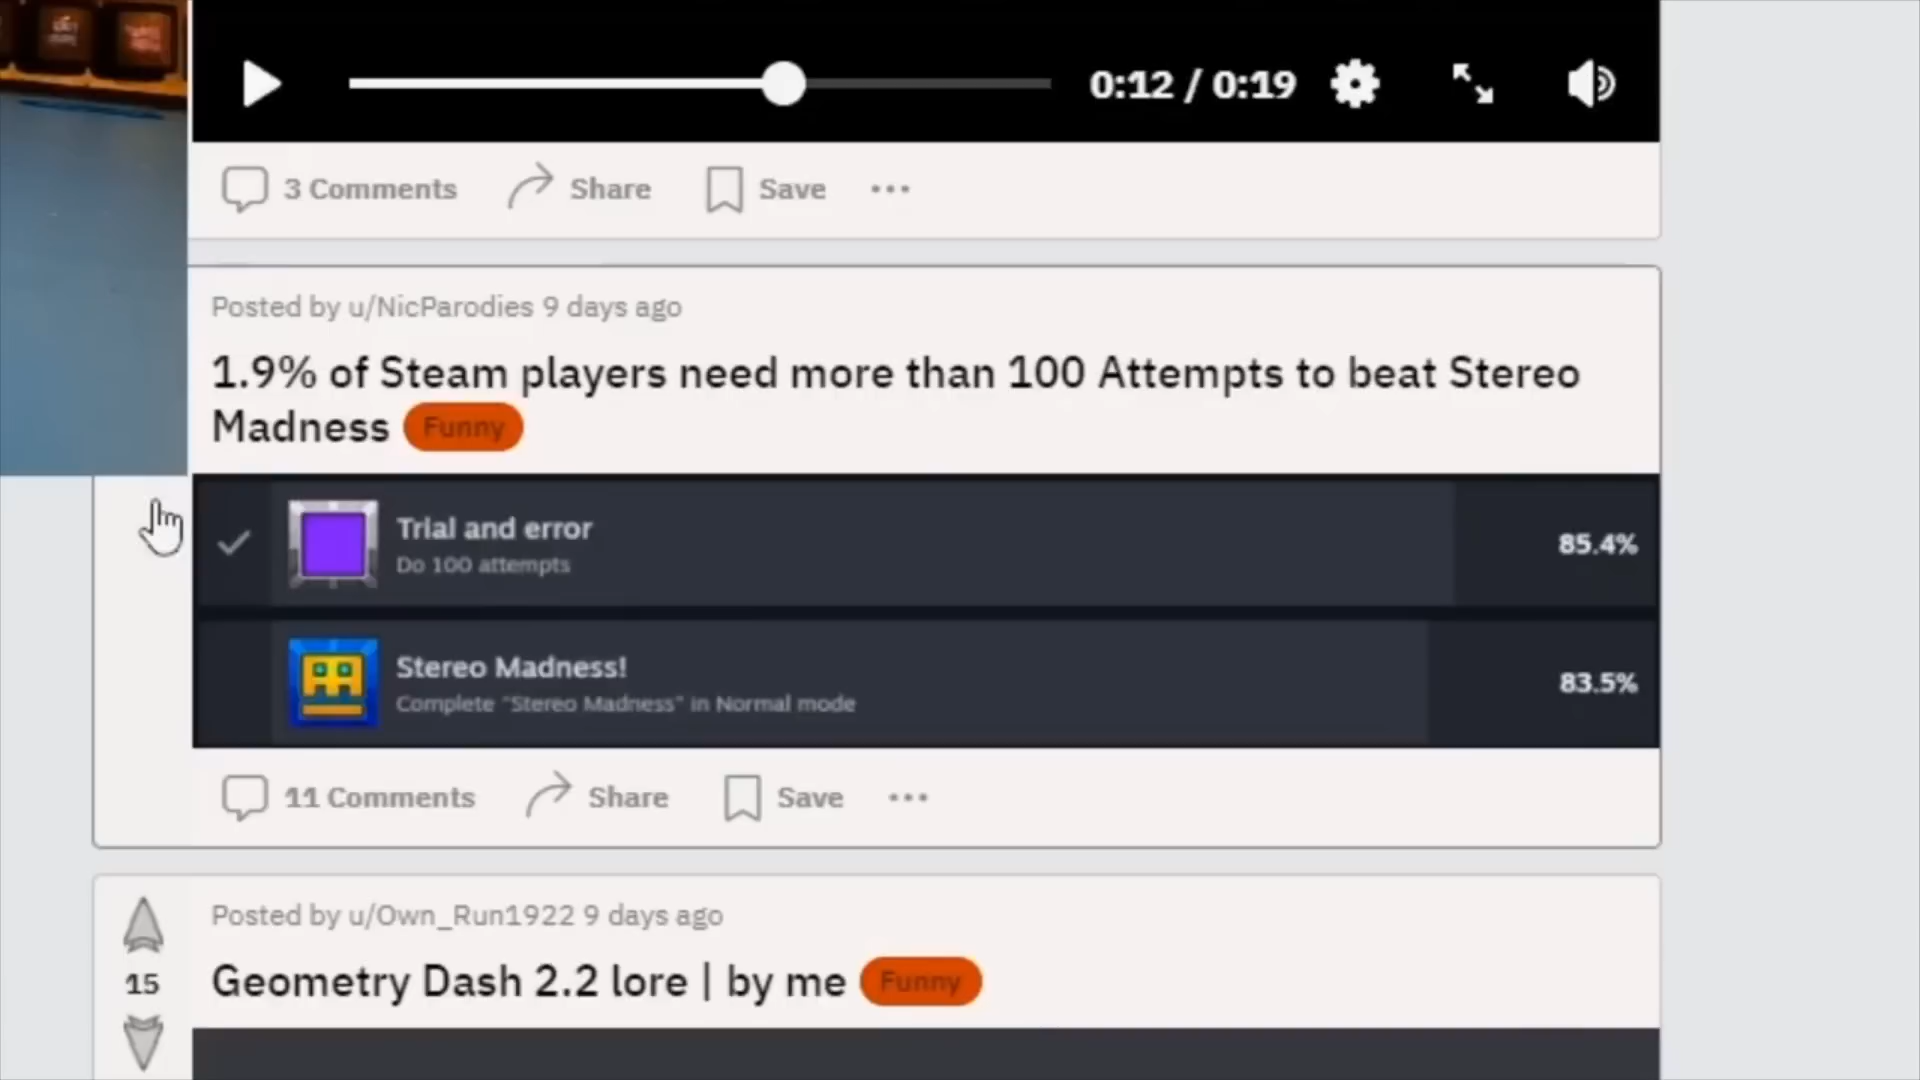 0:12 / 0:19
3 Comments Share Save
Posted by u/NicParodies 9 days ago
1.9% of Steam players need more than 100 Attempts to beat Stereo
Madness Funny
Trial and error
Do 100 attempts
85.4%
Stereo Madness!
Complete "Stereo Madness" in Normal mode
83.5%
11 Comments Share Save
Posted by u/Own_Run1922 9 days ago
15
Geometry Dash 2.2 lore | by me Funny